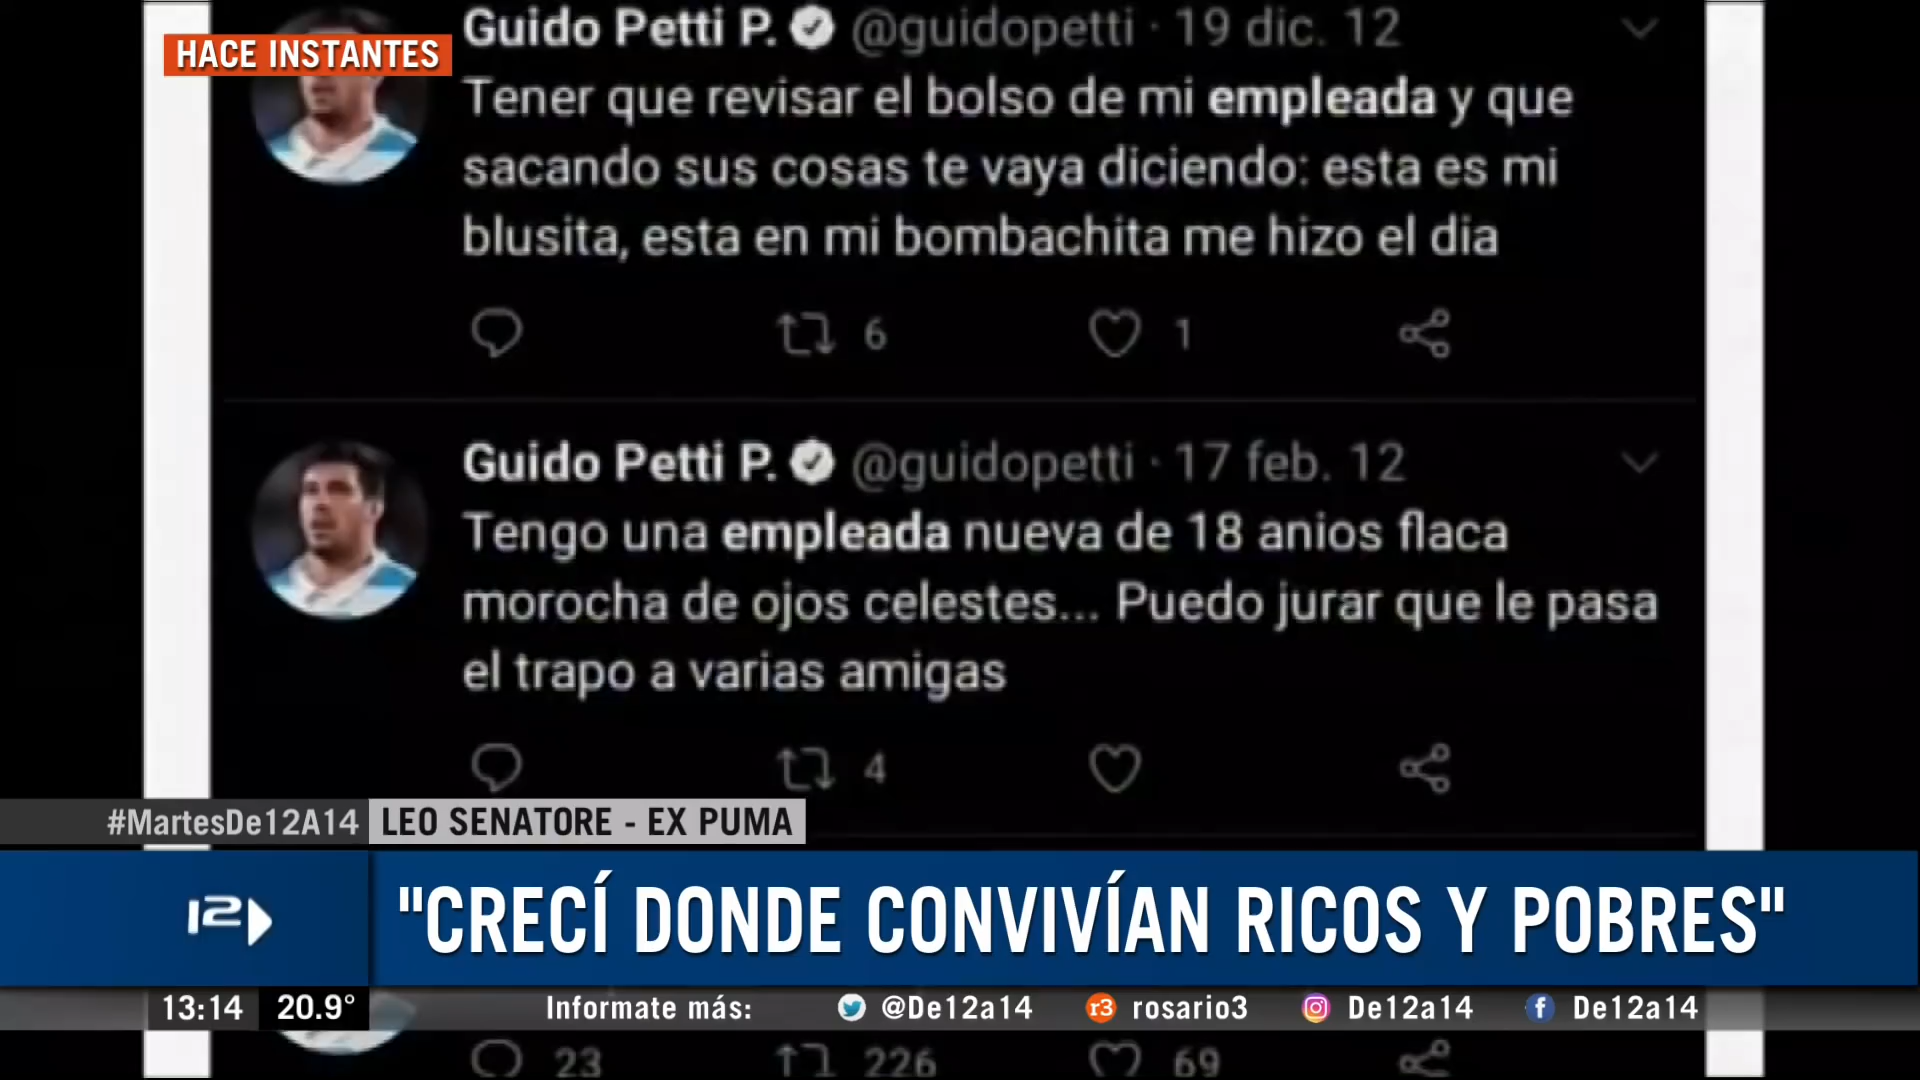 Guido Petti P. @guidopetti · 19 dic. 12
HACE INSTANTES
Tener que revisar el bolso de mi empleada y que
sacando sus cosas te vaya diciendo: esta es mi
blusita, esta en mi bombachita me hizo el dia
6 1
Guido Petti P. @guidopetti · 17 feb. 12
Tengo una empleada nueva de 18 anios flaca
morocha de ojos celestes... Puedo jurar que le pasa
el trapo a varias amigas
4
#MartesDe12A14 LEO SENATORE - EX PUMA
12 "CRECÍ DONDE CONVIVÍAN RICOS Y POBRES"
13:14 20.9° Informate más: @De12a14 r3 rosario3 De12a14 f De12a14
23 226 69